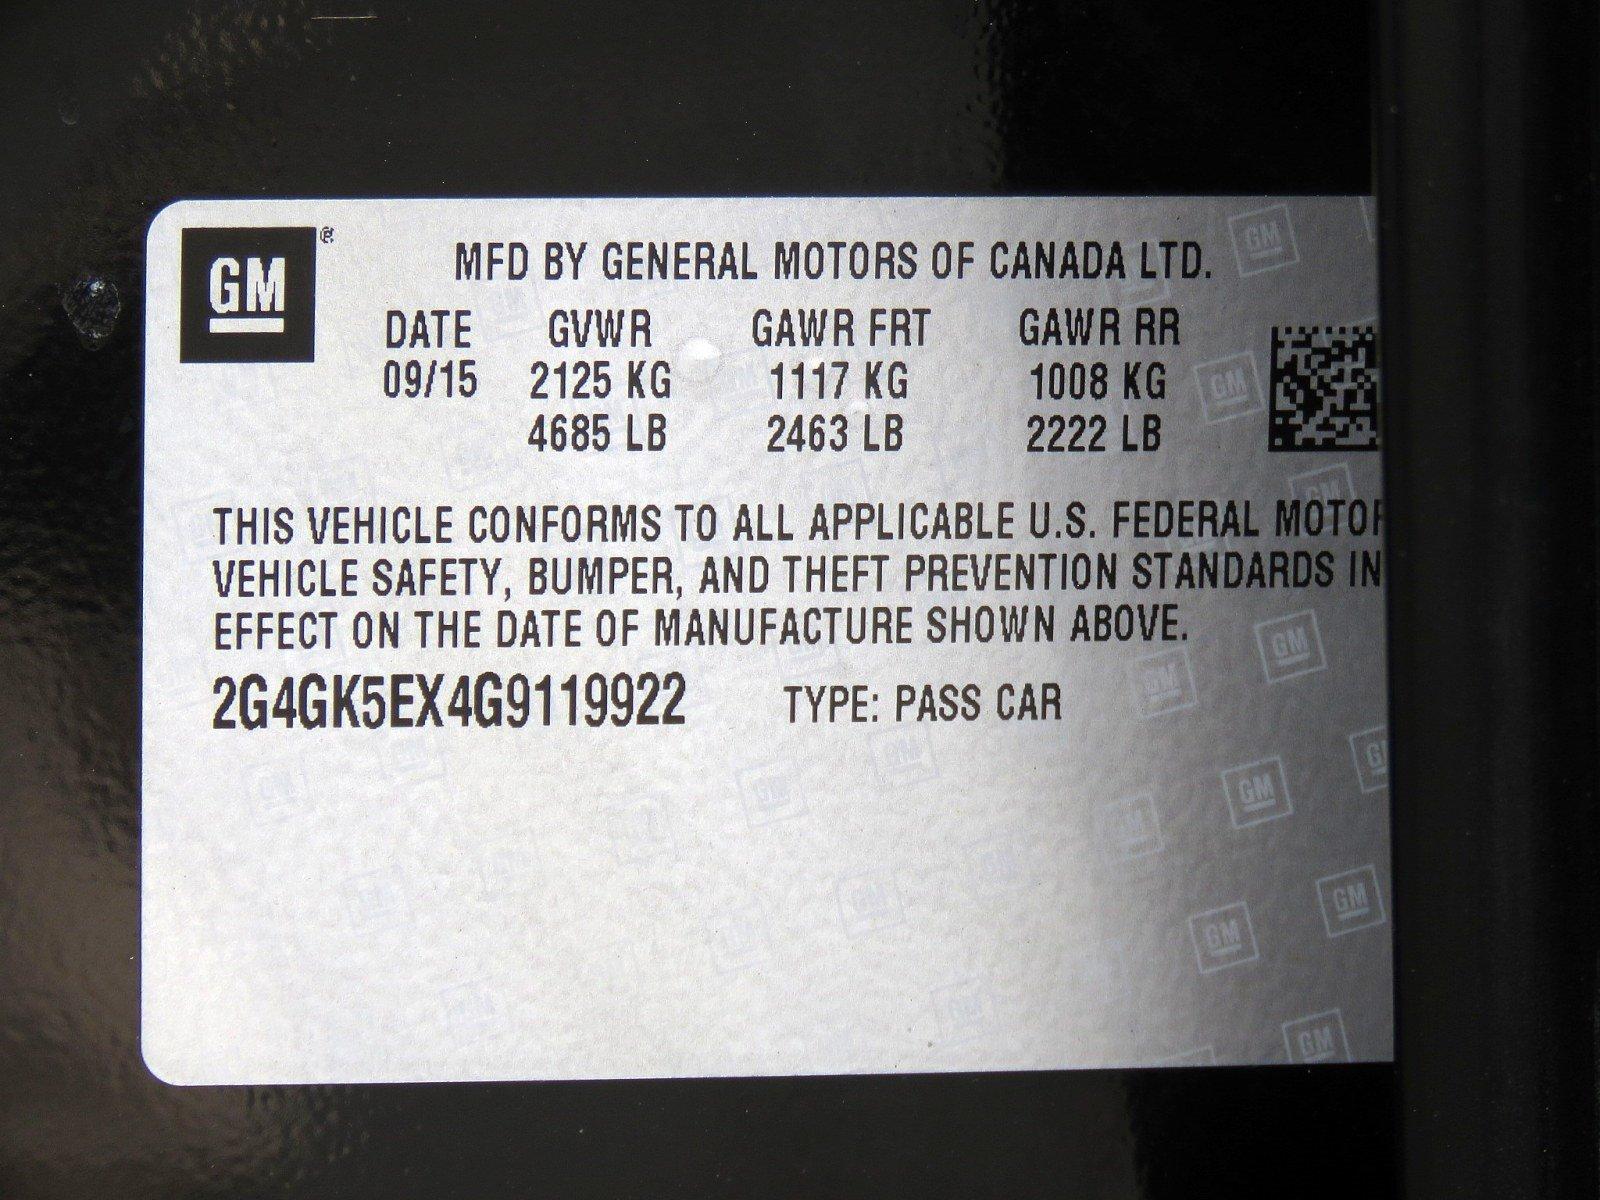 GM®
MFD BY GENERAL MOTORS OF CANADA LTD.
DATE GVWR GAWR FRT GAWR RR
09/15 2125 KG 1117 KG 1008 KG
4685 LB 2463 LB 2222 LB
THIS VEHICLE CONFORMS TO ALL APPLICABLE U.S. FEDERAL MOTOR
VEHICLE SAFETY, BUMPER, AND THEFT PREVENTION STANDARDS IN
EFFECT ON THE DATE OF MANUFACTURE SHOWN ABOVE.
2G4GK5EX4G9119922 TYPE: PASS CAR